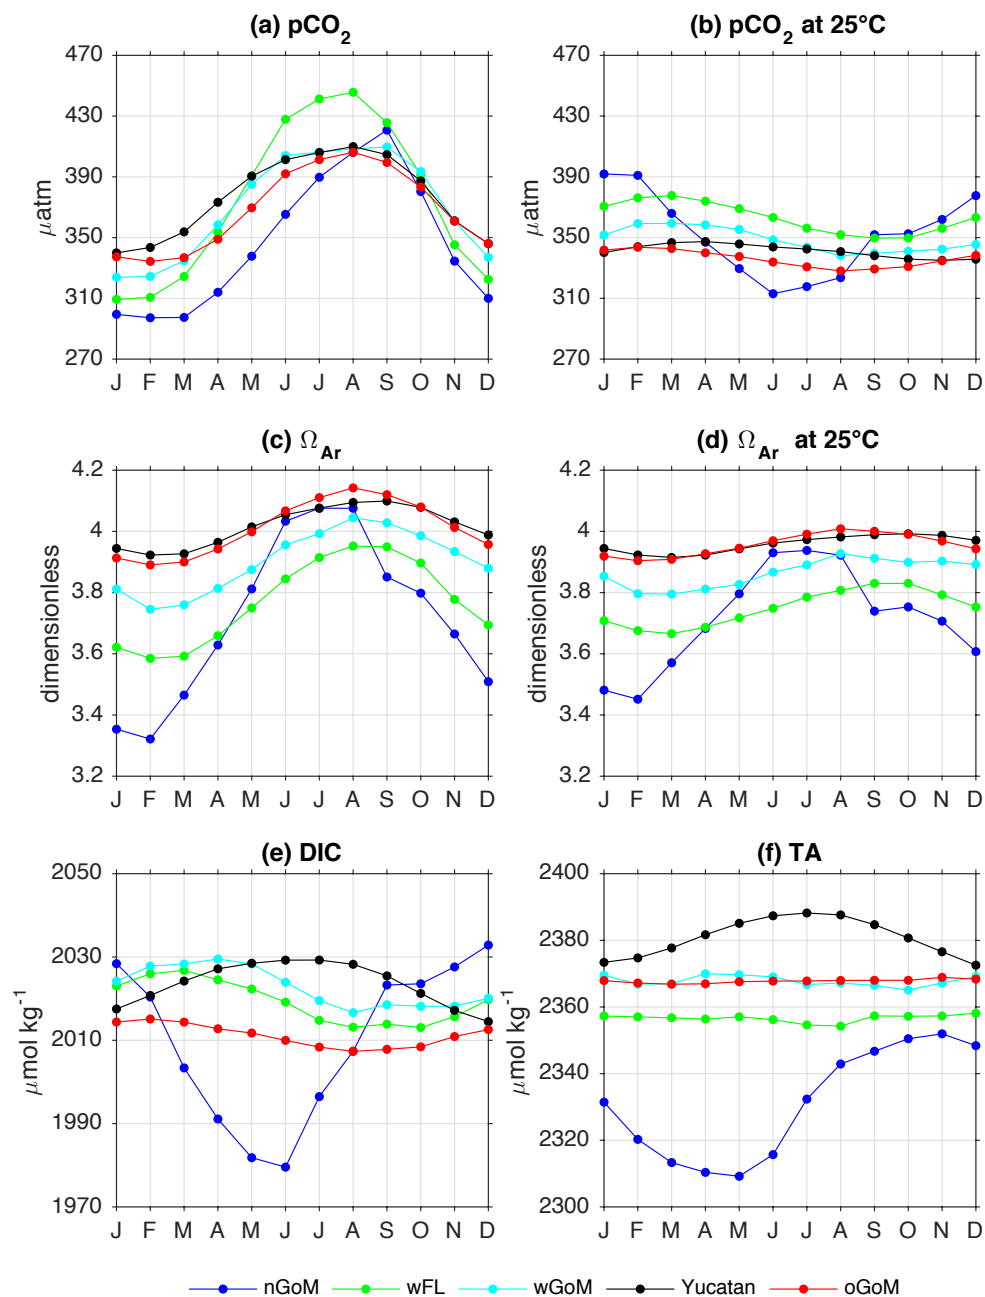 (a) pCO2
(b) pCO2 at 25°C
470
430
390
350
310
270
μatm
J F M A M J J A S O N D
470
430
390
350
310
270
μatm
J F M A M J J A S O N D
(c) ΩAr
(d) ΩAr at 25°C
4.2
4
3.8
3.6
3.4
3.2
dimensionless
J F M A M J J A S O N D
4.2
4
3.8
3.6
3.4
3.2
dimensionless
J F M A M J J A S O N D
(e) DIC
(f) TA
2050
2030
2010
1990
1970
μmol kg-1
J F M A M J J A S O N D
2400
2380
2360
2340
2320
2300
μmol kg-1
J F M A M J J A S O N D
nGoM wFL wGoM Yucatan oGoM